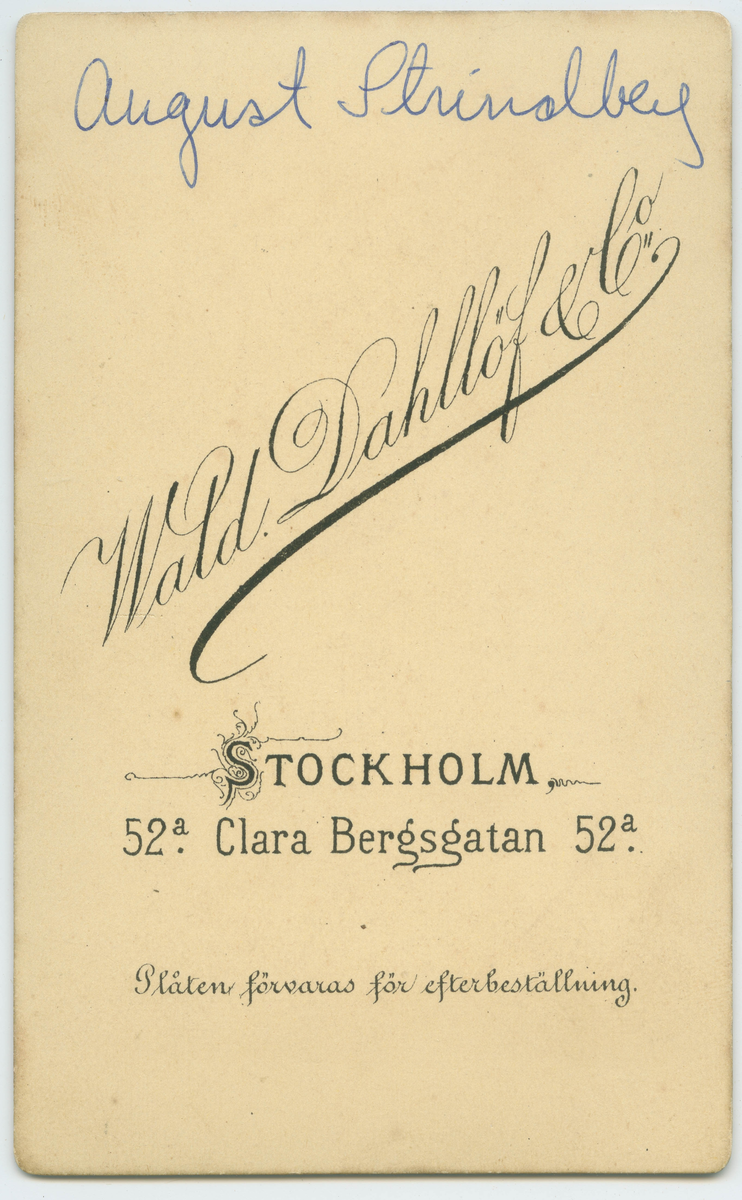 August Strindberg
Wald. Dahllöf & Co
STOCKHOLM
52a. Clara Bergsgatan 52a.
Plåten förvaras för efterbeställning.